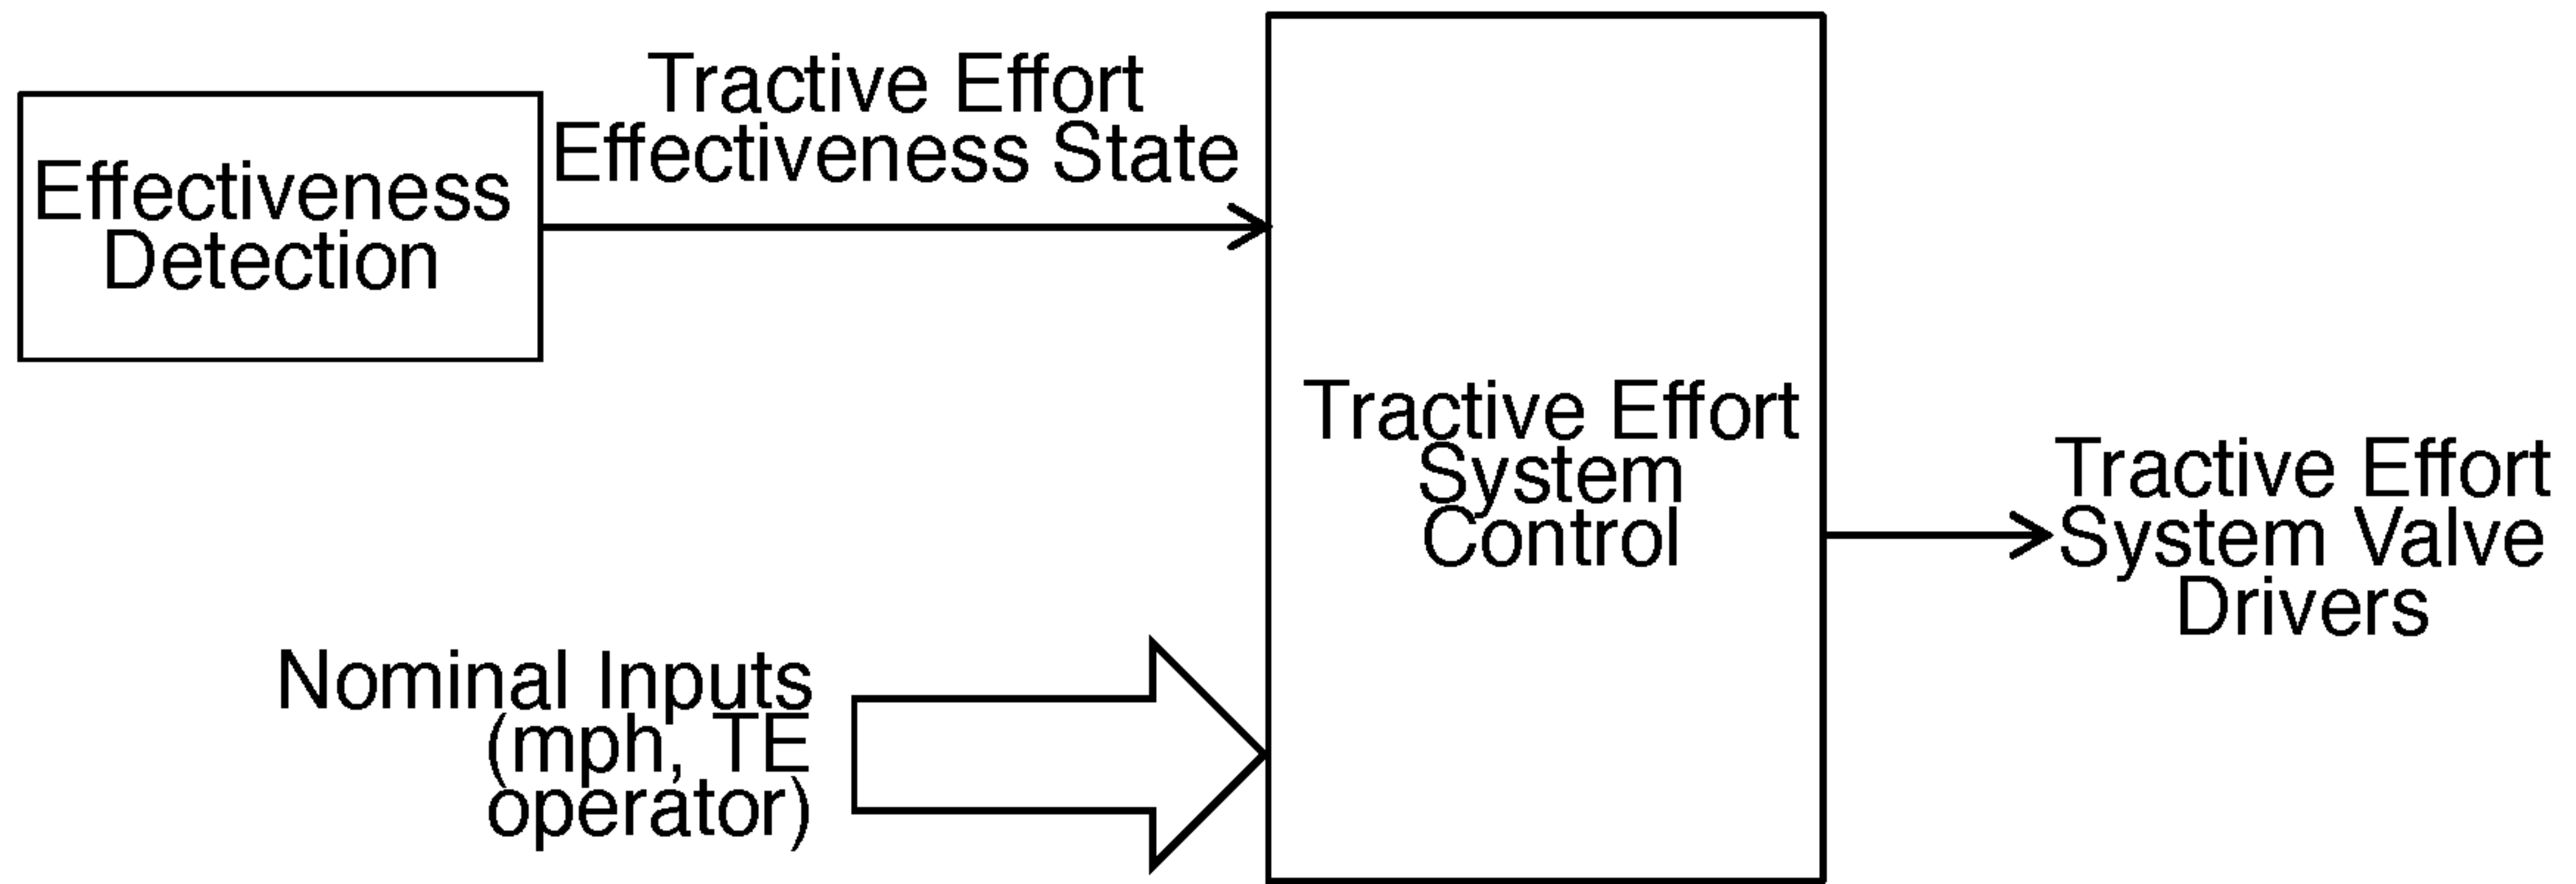 Effectiveness
Detection
Tractive Effort
Effectiveness State
Nominal Inputs
(mph, TE
operator)
Tractive Effort
System
Control
Tractive Effort
System Valve
Drivers